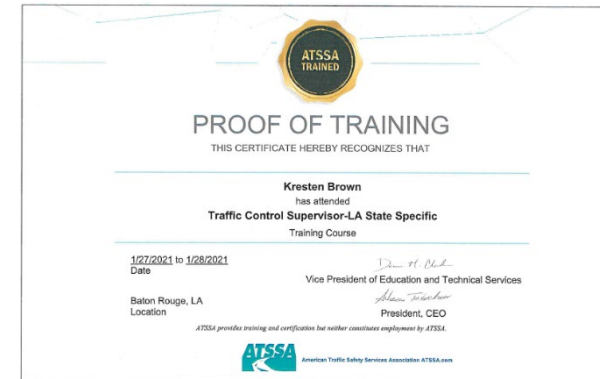 ATSSA
TRAINED
PROOF OF TRAINING
THIS CERTIFICATE HEREBY RECOGNIZES THAT
Kresten Brown
has attended
Traffic Control Supervisor-LA State Specific
Training Course
1/27/2021 to 1/28/2021
Date
Vice President of Education and Technical Services
Baton Rouge, LA
Location
President, CEO
ATSSA provides training and certification but neither constitutes employment by ATSSA.
ATSSA
American Traffic Safety Services Association ATSSA.com